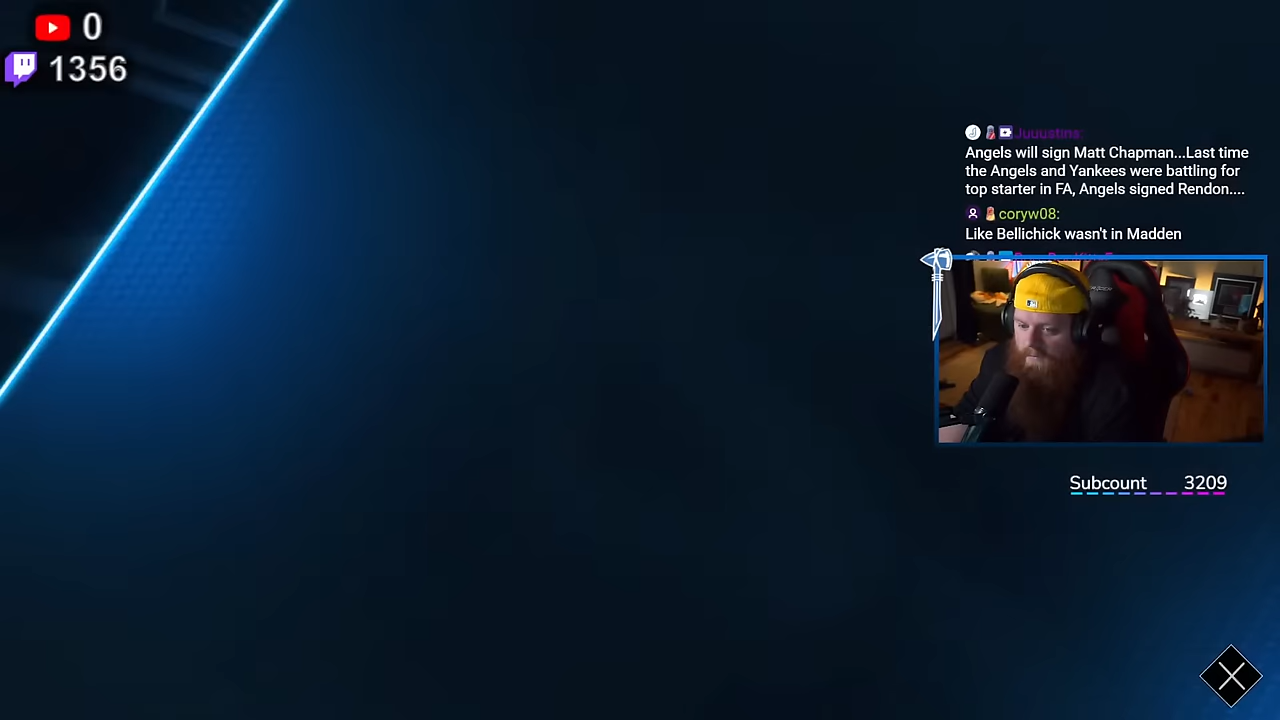 0
1356
Juuustina:
Angels will sign Matt Chapman...Last time
the Angels and Yankees were battling for
top starter in FA, Angels signed Rendon....
coryw08:
Like Bellichick wasn't in Madden
Subcount 3209